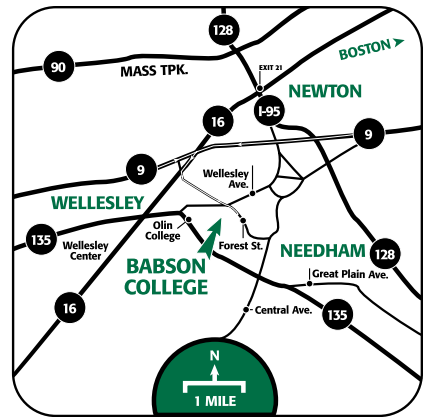 128
BOSTON
90
MASS TPK.
EXIT 21
NEWTON
I-95
16
9
9
Wellesley
Ave.
WELLESLEY
Olin
College
135
Wellesley
Center
Forest St.
NEEDHAM
128
BABSON
COLLEGE
Great Plain Ave.
16
Central Ave.
135
N
1 MILE